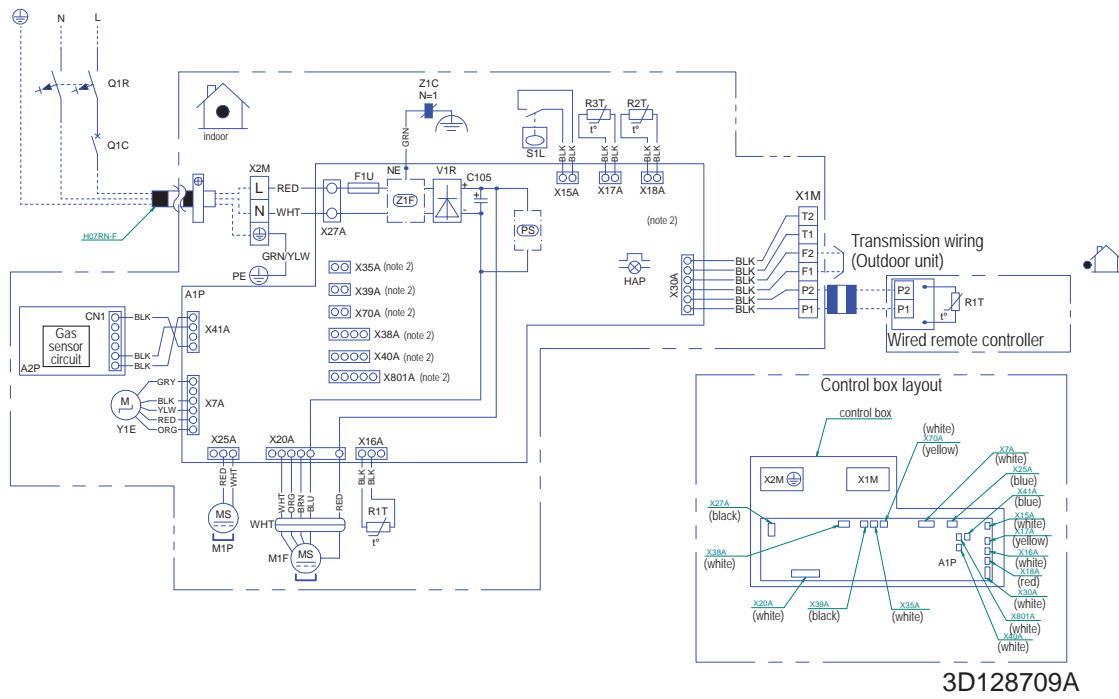 N L
Q1R
Q1C
indoor
H07RN-F
X2M
L
N
RED
WHT
GRN/YLW
PE
X27A
F1U
NE
Z1F
V1R
C105
+
+
-
PS
Z1C
N=1
GRN
S1L
R3T
t°
R2T
t°
BLK
BLK
BLK
BLK
BLK
BLK
X15A
X17A
X18A
(note 2)
HAP
X30A
BLK
BLK
BLK
BLK
BLK
BLK
X1M
T2
T1
F2
F1
P2
P1
Transmission wiring
(Outdoor unit)
P2
P1
t°
R1T
Wired remote controller
A1P
X35A (note 2)
X39A (note 2)
X70A (note 2)
X38A (note 2)
X40A (note 2)
X801A (note 2)
CN1
Gas
sensor
circuit
A2P
BLK
BLK
BLK
X41A
M
Y1E
GRY
BLK
YLW
RED
ORG
X7A
X25A
RED
WHT
MS
M1P
X20A
WHT
ORG
BRN
BLU
RED
WHT
M1F
MS
X16A
BLK
BLK
R1T
t°
Control box layout
control box
X2M
X1M
(white)
X70A
(yellow)
X7A
(white)
X25A
(blue)
X41A
(blue)
X15A
(white)
X17A
(yellow)
X16A
(white)
X18A
(red)
X30A
(white)
X801A
(white)
X40A
(white)
A1P
X27A
(black)
X38A
(white)
X20A
(white)
X39A
(black)
X35A
(white)
3D128709A